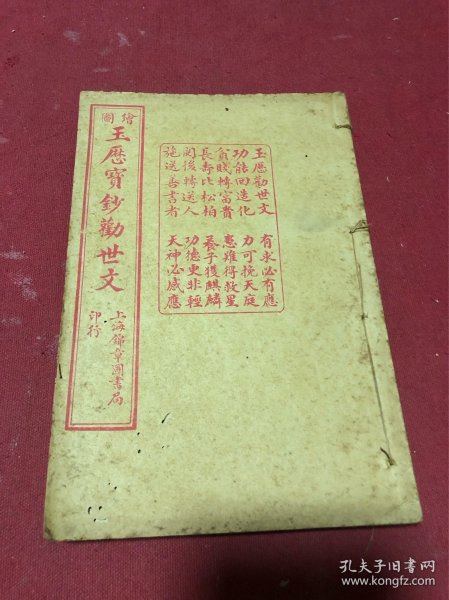 玉歷勸世文 有求必有應
功能回造化 力可挽天庭
貧賤轉富貴 患難得救星
長壽比松柏 養子獲麒麟
閱後轉送人 功德更非輕
施送善書者 天神必感應
繪圖
玉歷寶鈔勸世文
上海錦章圖書局
印行
孔夫子旧书网
www.kongfz.com